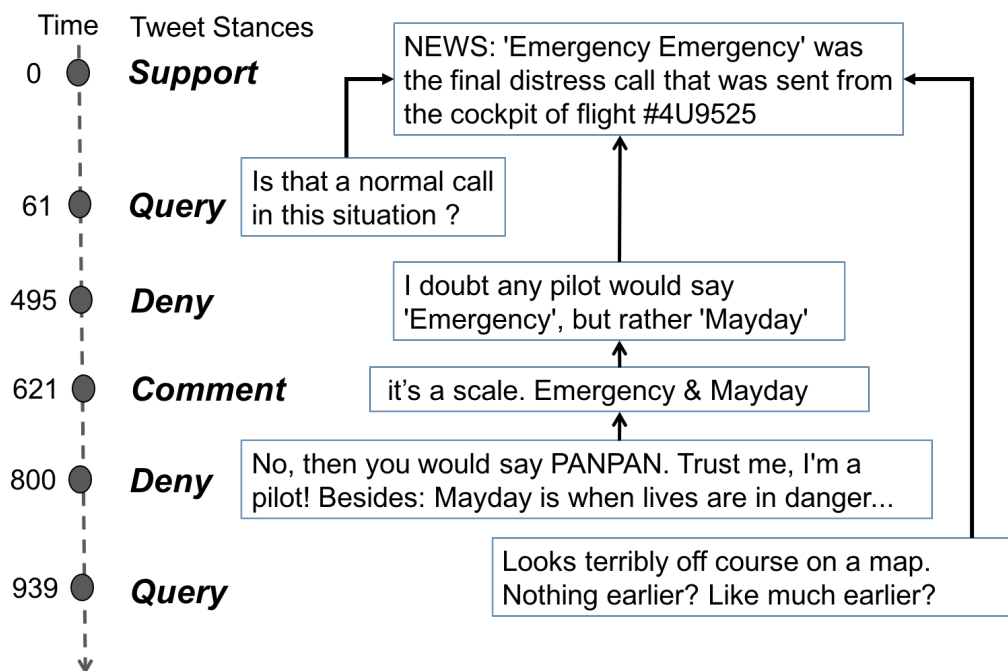 Time Tweet Stances
0 Support
NEWS: 'Emergency Emergency' was
the final distress call that was sent from
the cockpit of flight #4U9525
61 Query
Is that a normal call
in this situation ?
495 Deny
I doubt any pilot would say
'Emergency', but rather 'Mayday'
621 Comment
it’s a scale. Emergency & Mayday
800 Deny
No, then you would say PANPAN. Trust me, I'm a
pilot! Besides: Mayday is when lives are in danger...
939 Query
Looks terribly off course on a map.
Nothing earlier? Like much earlier?